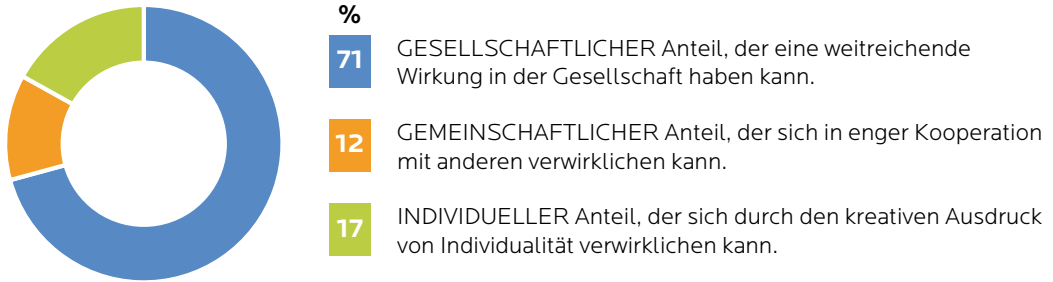 %
71
GESELLSCHAFTLICHER Anteil, der eine weitreichende
Wirkung in der Gesellschaft haben kann.
12
GEMEINSCHAFTLICHER Anteil, der sich in enger Kooperation
mit anderen verwirklichen kann.
17
INDIVIDUELLER Anteil, der sich durch den kreativen Ausdruck
von Individualität verwirklichen kann.